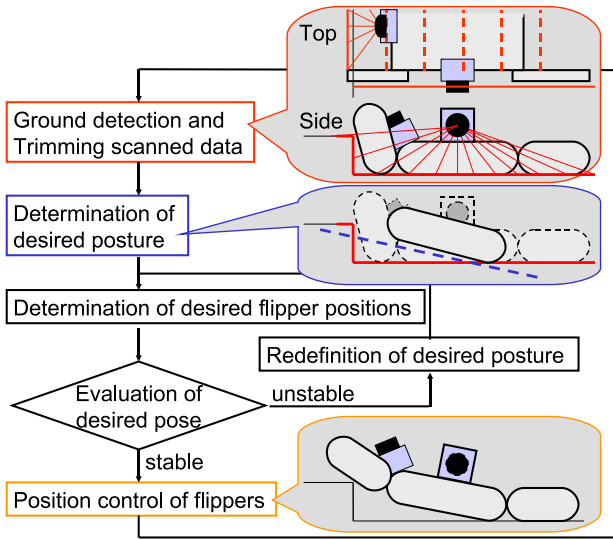 Top
Side
Ground detection and
Trimming scanned data
Determination of
desired posture
Determination of desired flipper positions
Redefinition of desired posture
Evaluation of
desired pose
unstable
stable
Position control of flippers